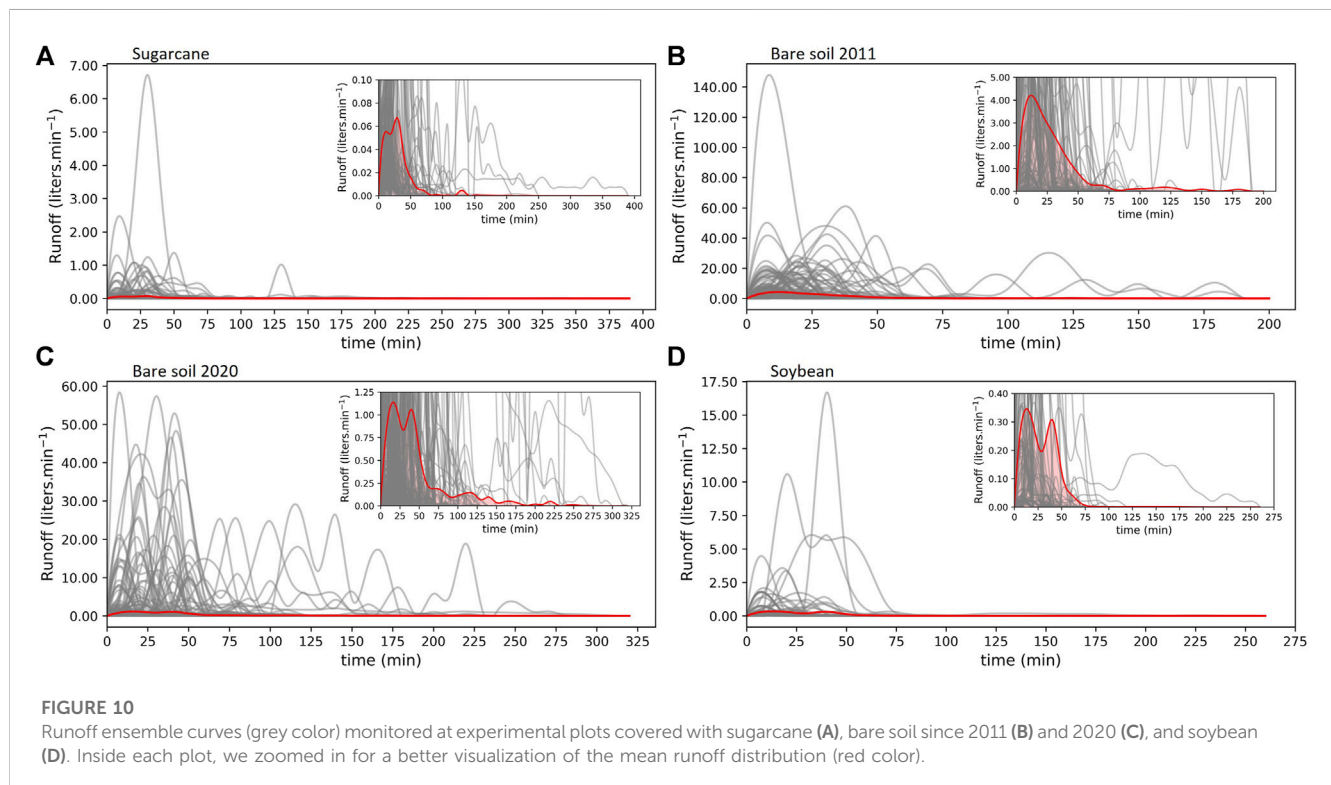 A
Sugarcane
7.00
6.00
5.00
4.00
3.00
2.00
1.00
0.00
Runoff (liters.min−1)
0 25 50 75 100 125 150 175 200 225 250 275 300 325 350 375 400
time (min)
0.10
0.08
0.06
0.04
0.02
0.00
Runoff (liters.min−1)
0 50 100 150 200 250 300 350 400
time (min)
B
Bare soil 2011
140.00
120.00
100.00
80.00
60.00
40.00
20.00
0.00
Runoff (liters.min−1)
0 25 50 75 100 125 150 175 200
time (min)
5.00
4.00
3.00
2.00
1.00
0.00
Runoff (liters.min−1)
0 25 50 75 100 125 150 175 200
time (min)
C
Bare soil 2020
60.00
50.00
40.00
30.00
20.00
10.00
0.00
Runoff (liters.min−1)
0 25 50 75 100 125 150 175 200 225 250 275 300 325
time (min)
1.25
1.00
0.75
0.50
0.25
0.00
Runoff (liters.min−1)
0 25 50 75 100 125 150 175 200 225 250 275 300 325
time (min)
D
Soybean
17.50
15.00
12.50
10.00
7.50
5.00
2.50
0.00
Runoff (liters.min−1)
0 25 50 75 100 125 150 175 200 225 250 275
time (min)
0.40
0.30
0.20
0.10
0.00
Runoff (liters.min−1)
0 25 50 75 100 125 150 175 200 225 250 275
time (min)
FIGURE 10
Runoff ensemble curves (grey color) monitored at experimental plots covered with sugarcane (A), bare soil since 2011 (B) and 2020 (C), and soybean
(D). Inside each plot, we zoomed in for a better visualization of the mean runoff distribution (red color).